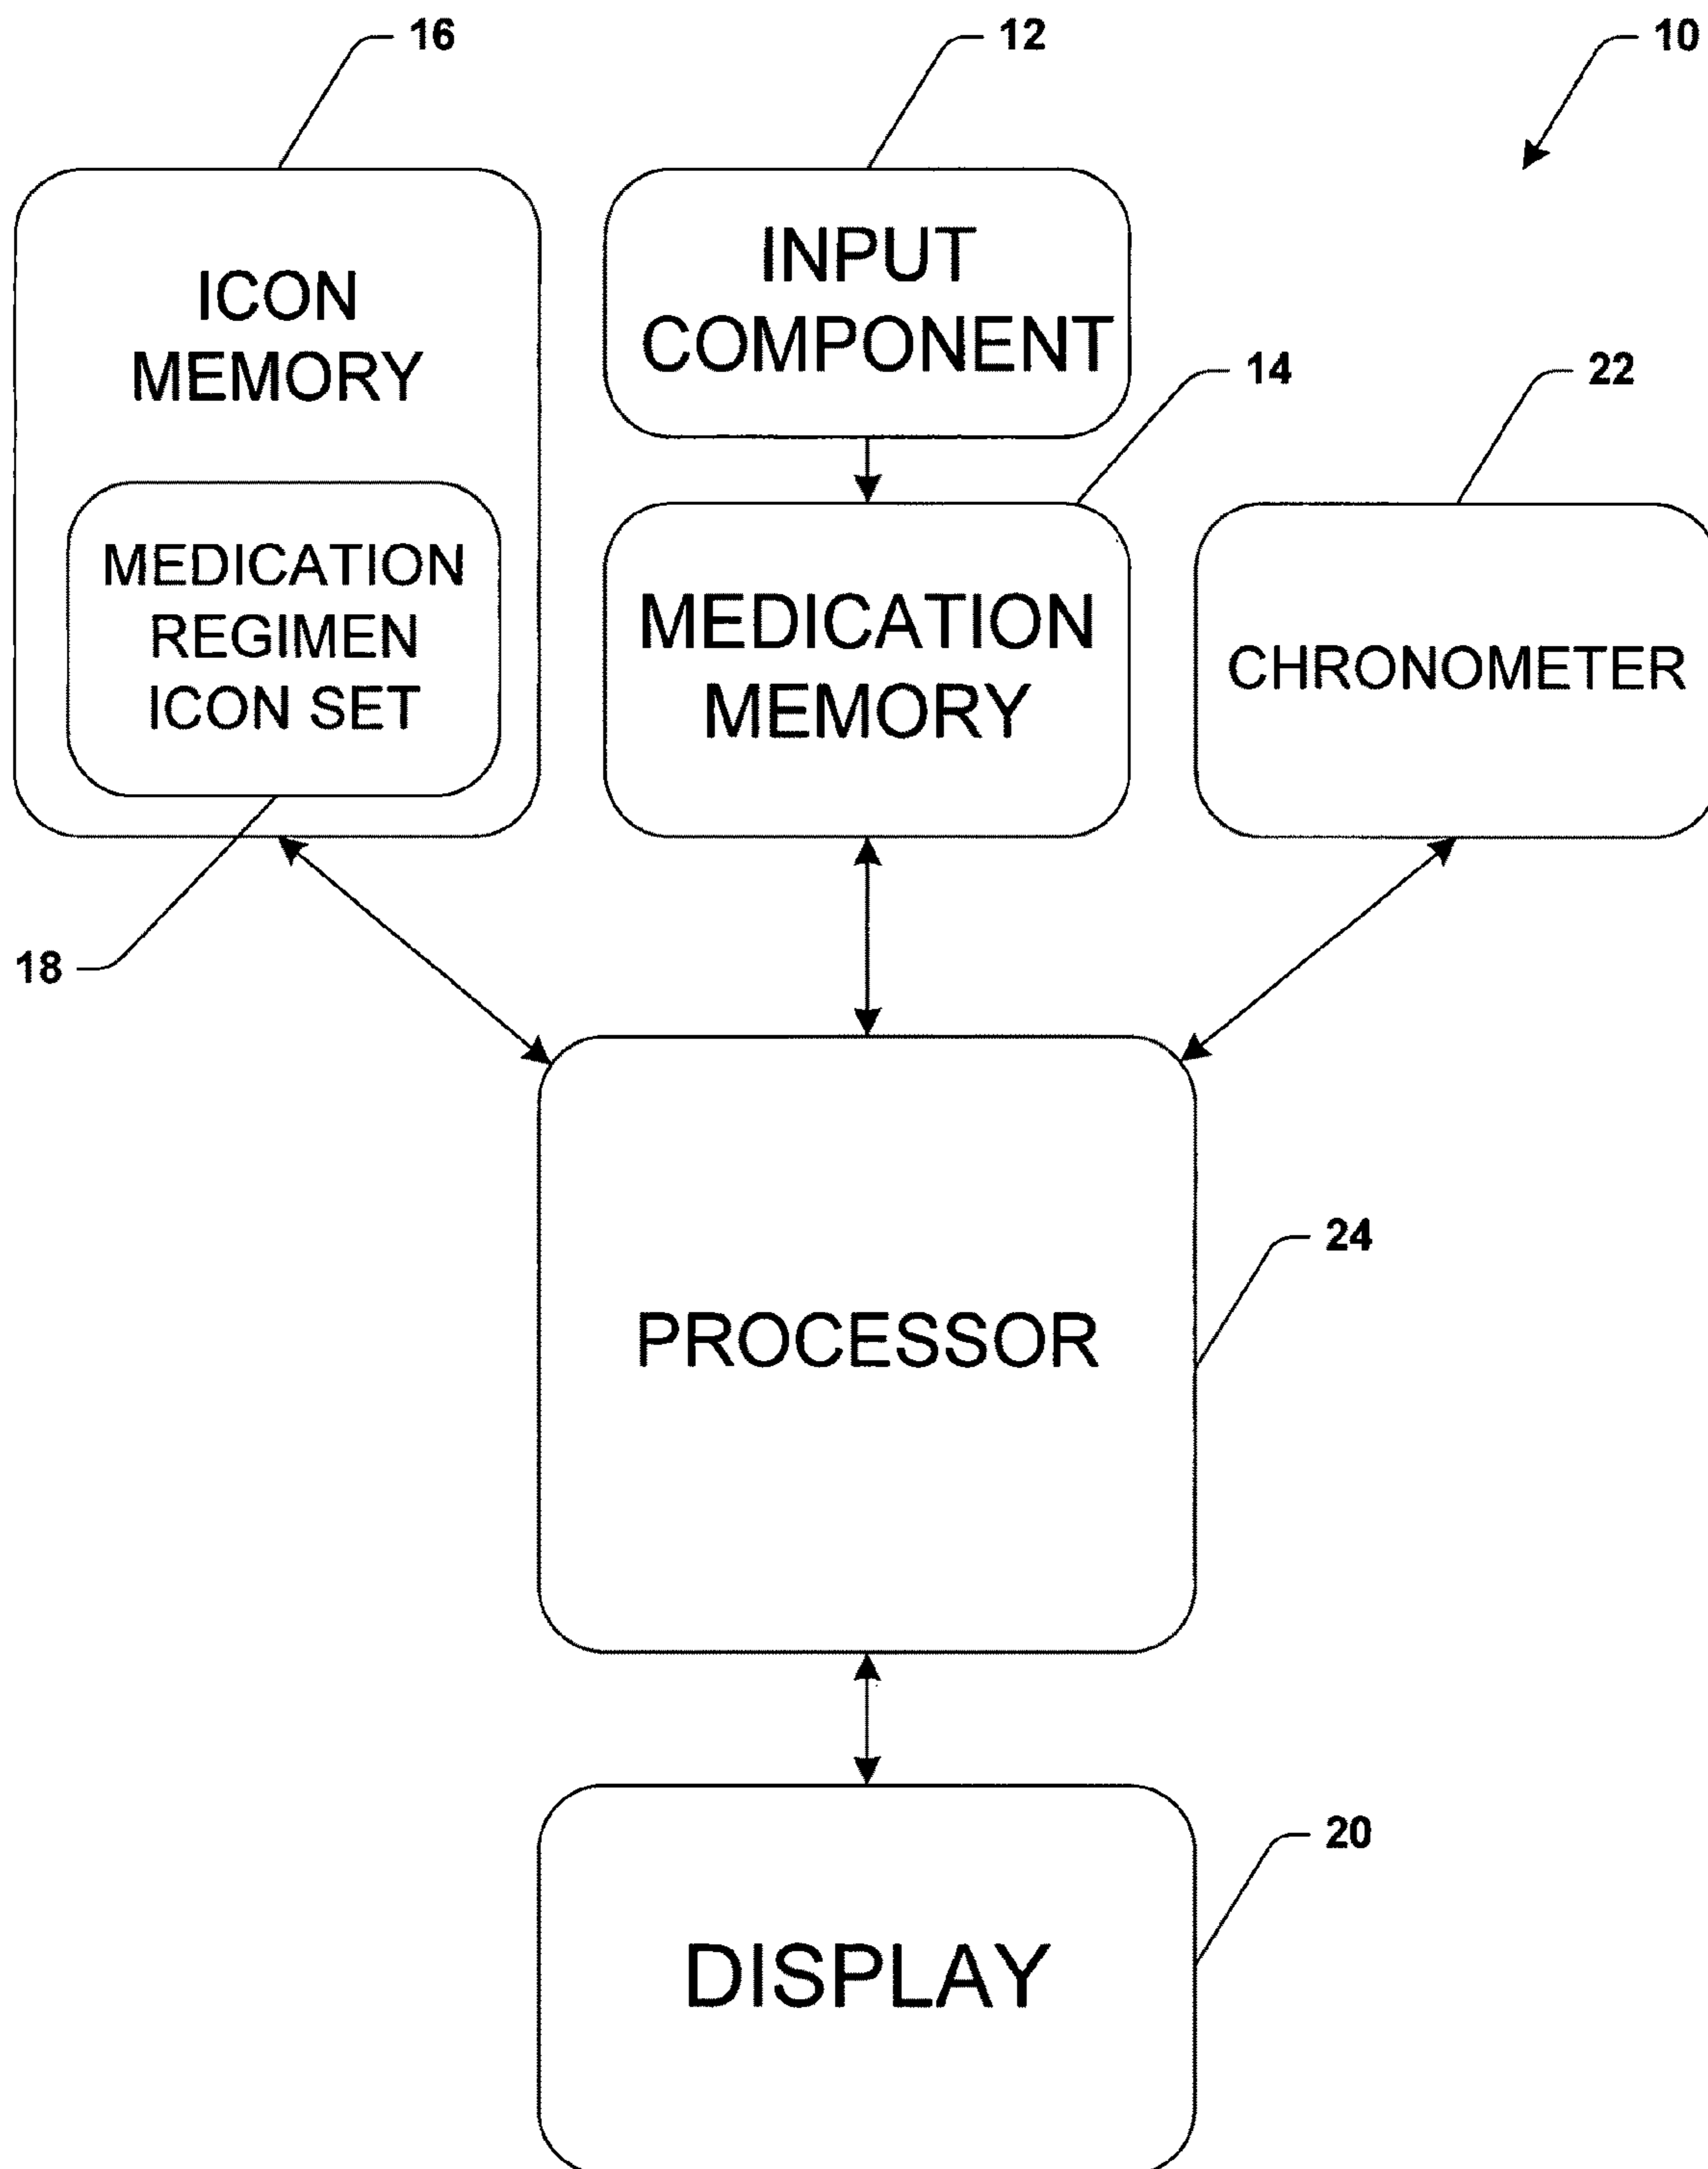 16
12
10
ICON
MEMORY
INPUT
COMPONENT
14
22
MEDICATION
REGIMEN
ICON SET
MEDICATION
MEMORY
CHRONOMETER
18
24
PROCESSOR
20
DISPLAY